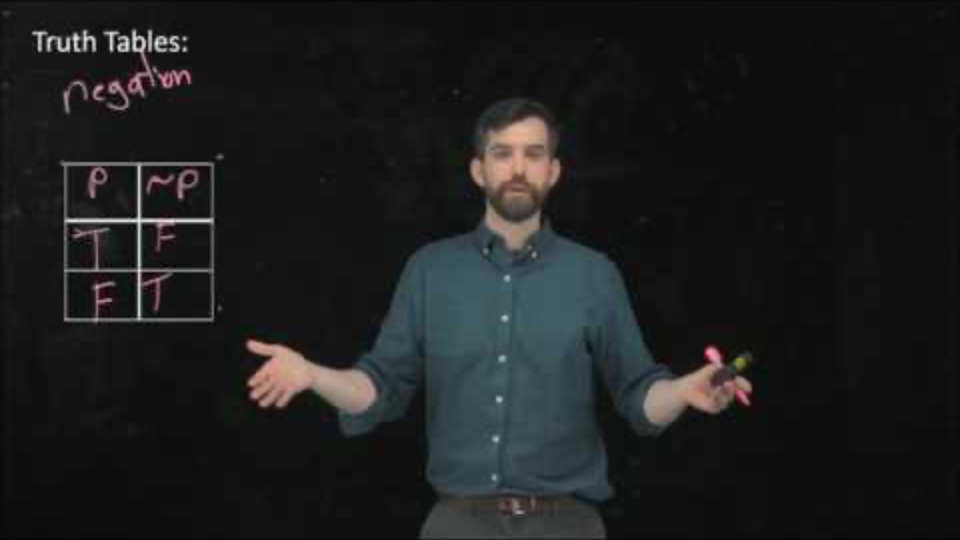 Truth Tables:
negation
P ~P
T F
F T